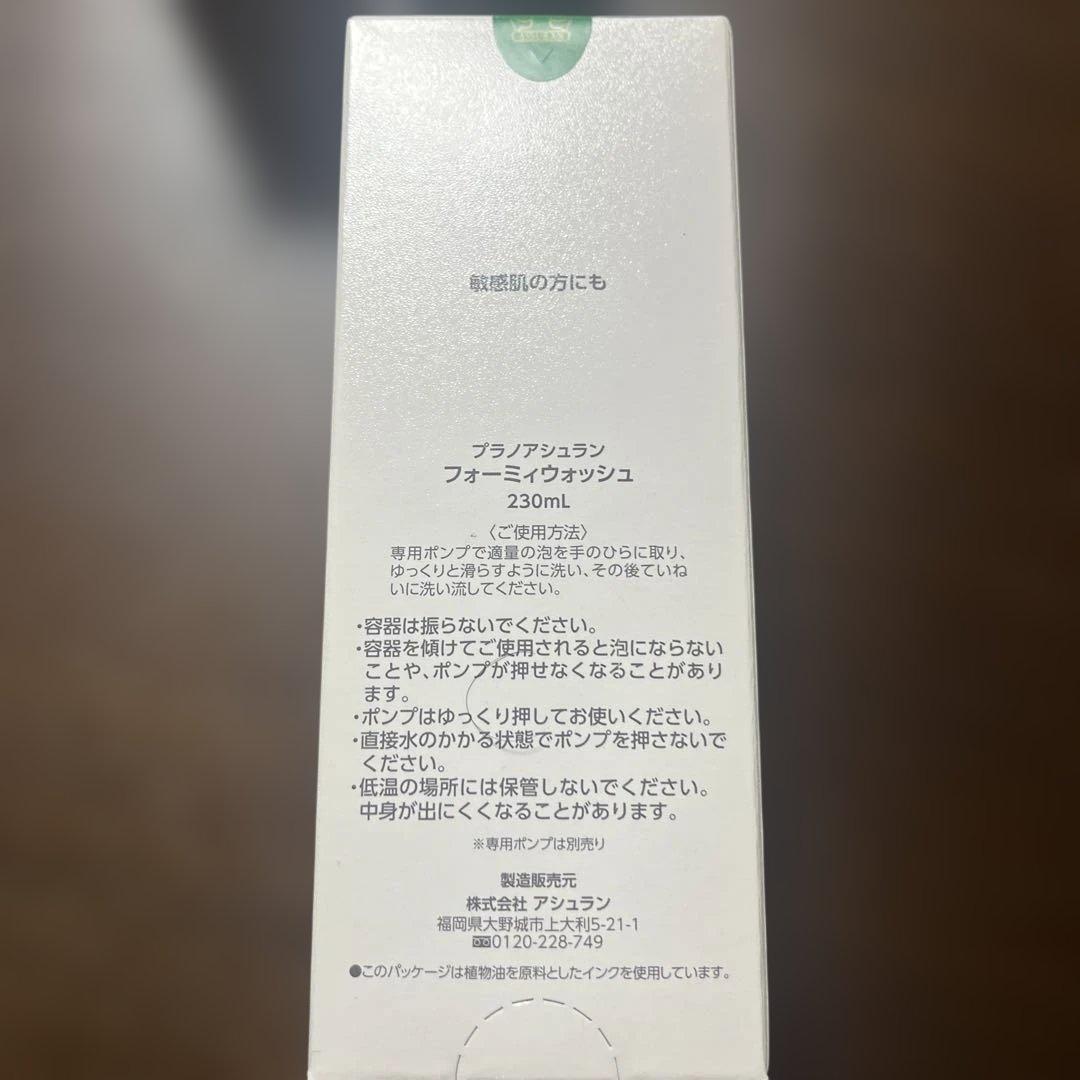 敏感肌の方にも
プラノアシュラン
フォーミィウォッシュ
230mL
〈ご使用方法〉
専用ポンプで適量の泡を手のひらに取り、
ゆっくりと滑らすように洗い、その後ていね
いに洗い流してください。
・容器は振らないでください。
・容器を傾けてご使用されると泡にならない
ことや、ポンプが押せなくなることがあり
ます。
・ポンプはゆっくり押してお使いください。
・直接水のかかる状態でポンプを押さないで
ください。
・低温の場所には保管しないでください。
中身が出にくくなることがあります。
※専用ポンプは別売り
製造販売元
株式会社 アシュラン
福岡県大野城市上大利5-21-1
0120-228-749
●このパッケージは植物油を原料としたインクを使用しています。